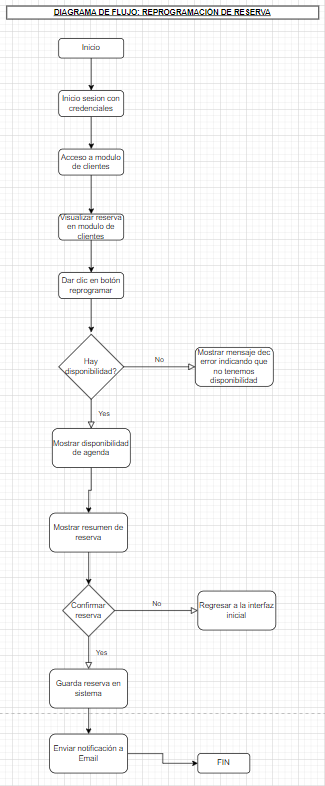 DIAGRAMA DE FLUJO: REPROGRAMACION DE RESERVA
Inicio
Inicio sesion con
credenciales
Acceso a modulo
de clientes
Visualizar reserva
en modulo de
clientes
Dar clic en botón
reprogramar
Hay
disponibilidad?
No
Mostrar mensaje dec
error indicando que
no tenemos
disponibilidad
Yes
Mostrar disponibilidad
de agenda
Mostrar resumen de
reserva
Confirmar
reserva
No
Regresar a la interfaz
inicial
Yes
Guarda reserva en
sistema
Enviar notificación a
Email
FIN